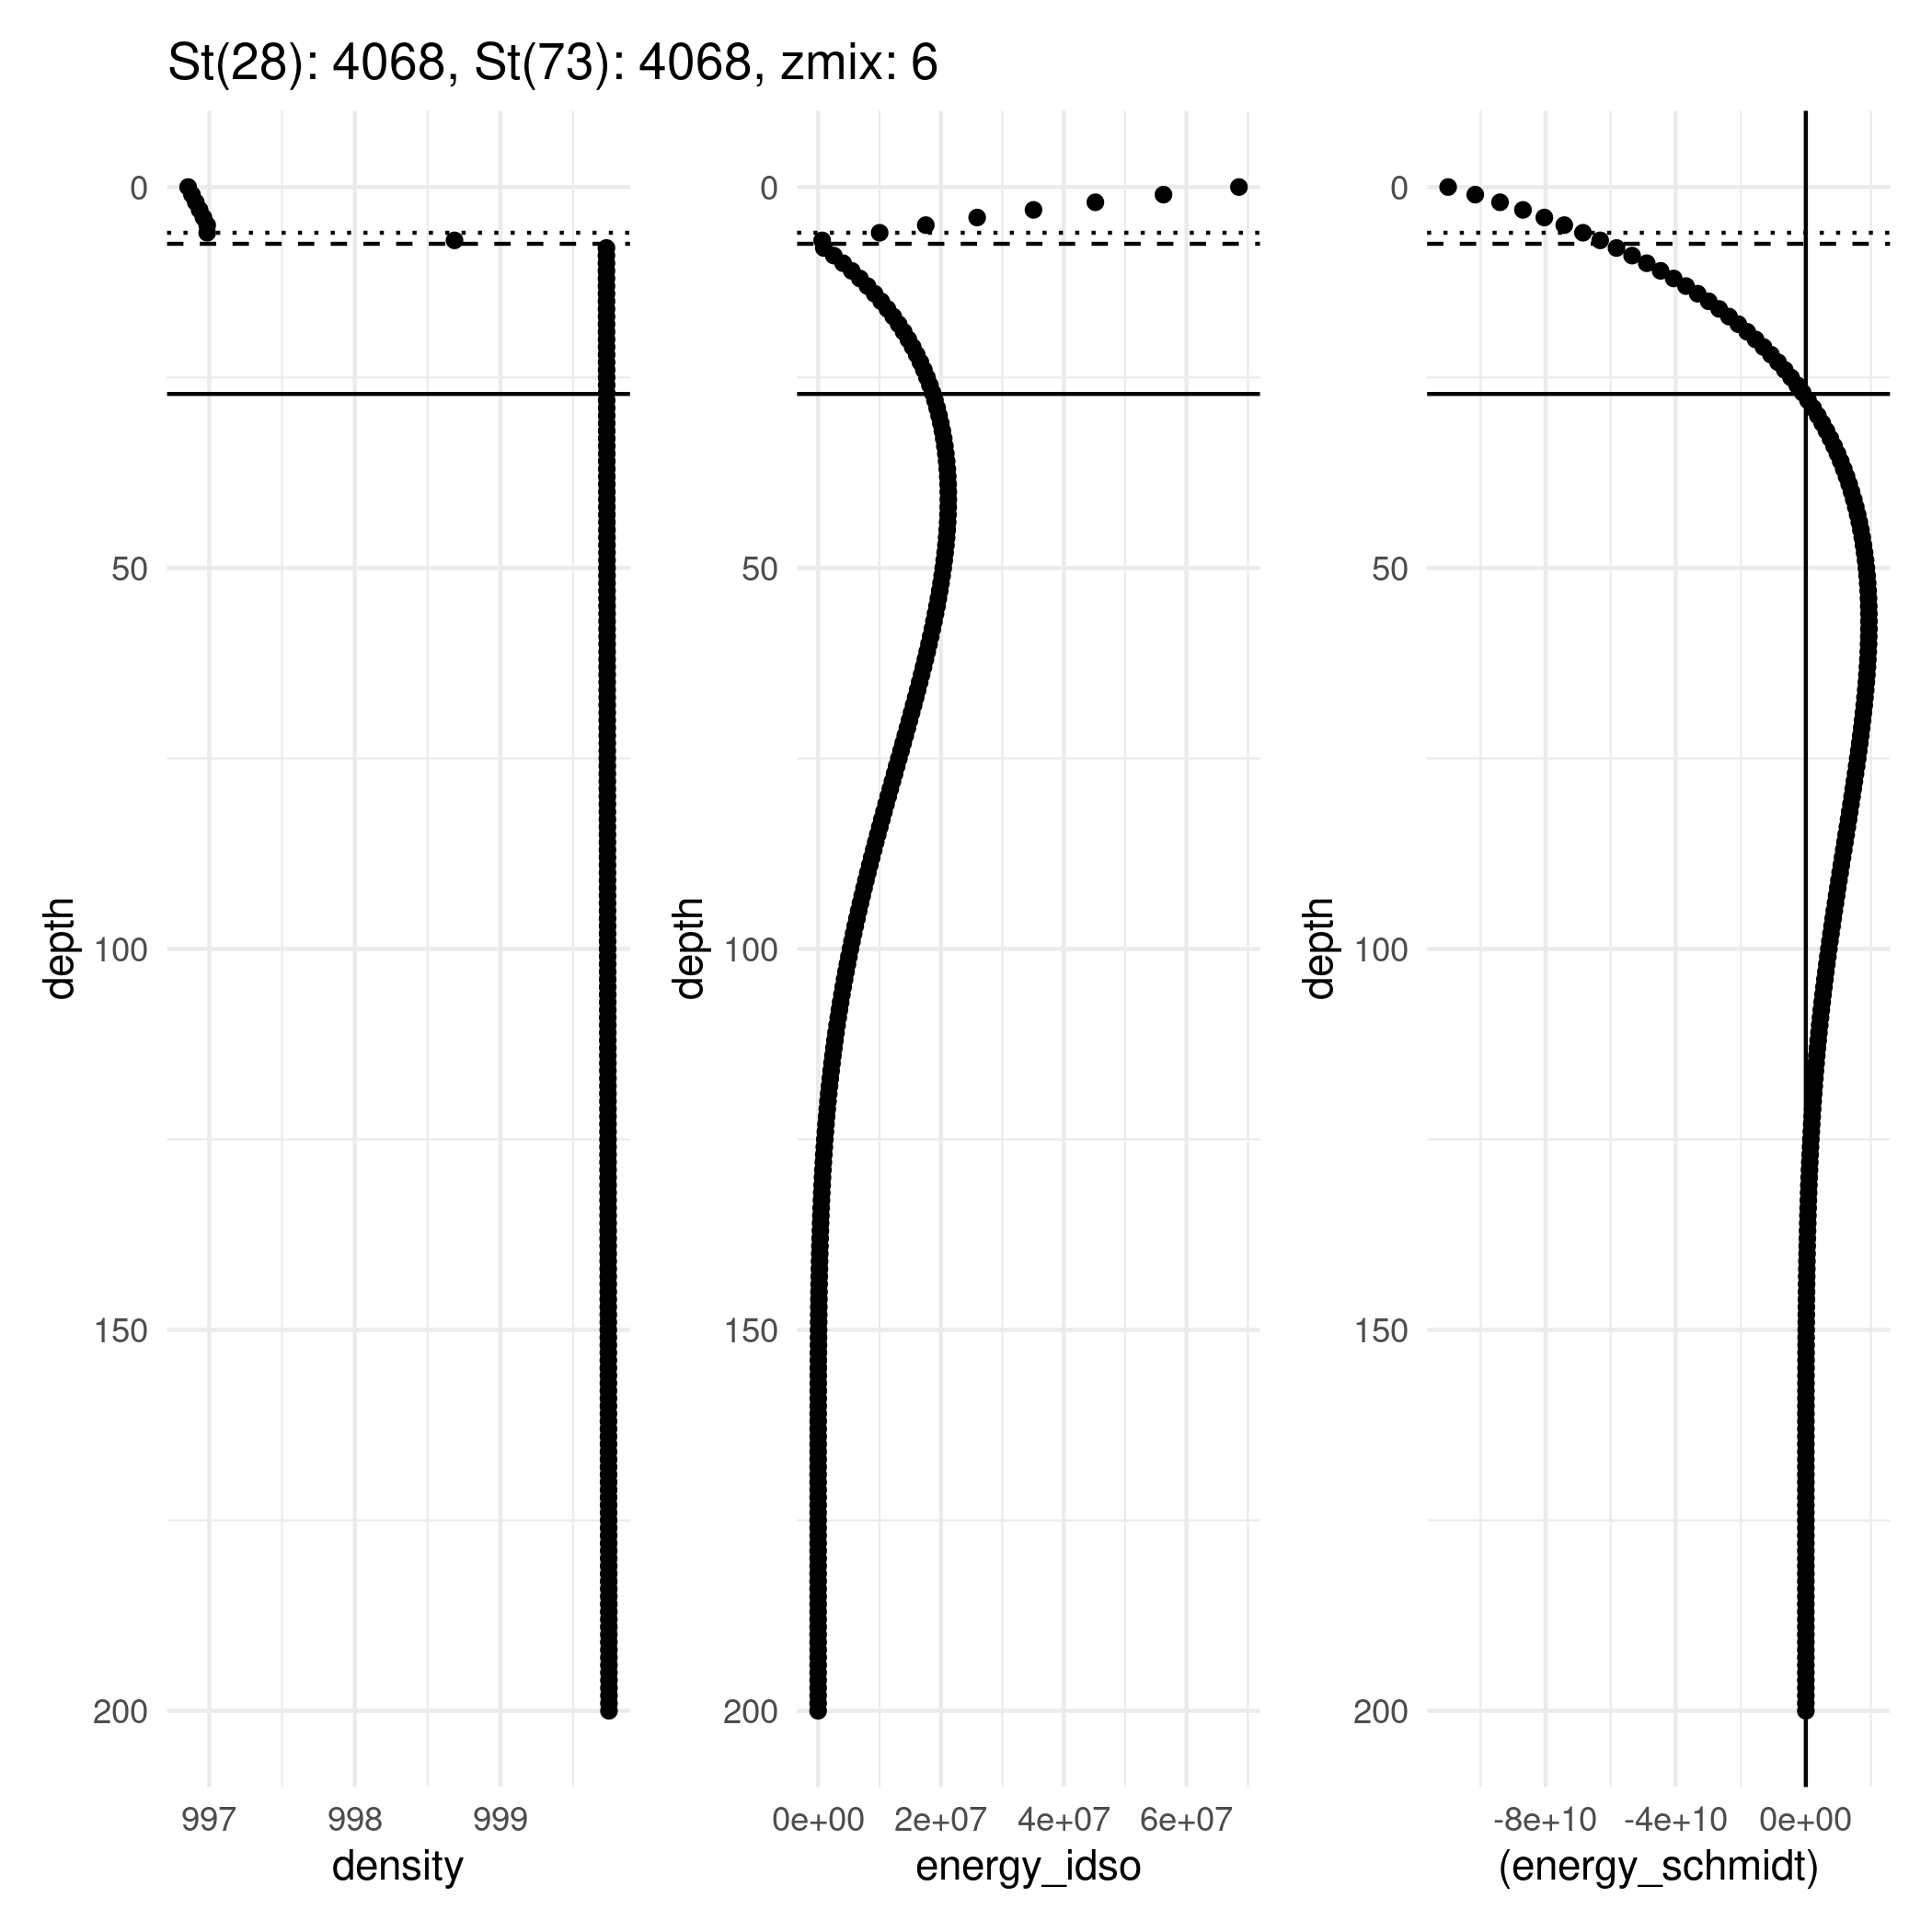 St(28): 4068, St(73): 4068, zmix: 6
0
50
100
150
200
depth
997 998 999
density
0
50
100
150
200
depth
0e+00 2e+07 4e+07 6e+07
energy_idso
0
50
100
150
200
depth
-8e+10 -4e+10 0e+00
(energy_schmidt)